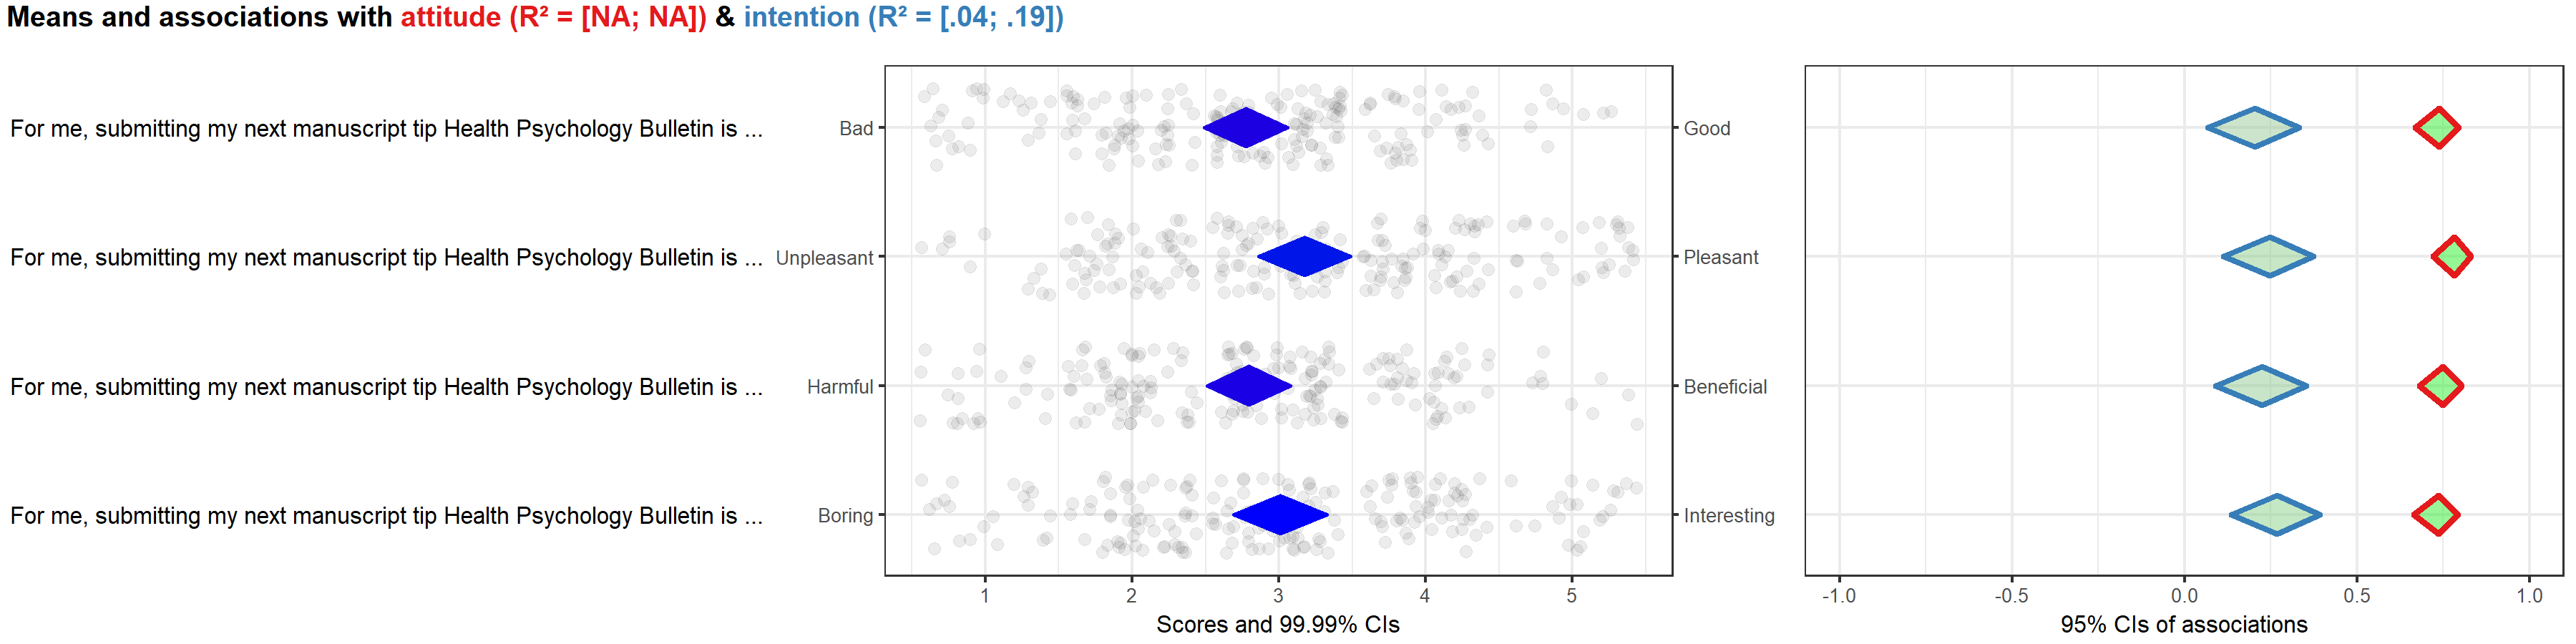 Means and associations with attitude (R² = [NA; NA]) & intention (R² = [.04; .19])
For me, submitting my next manuscript tip Health Psychology Bulletin is ... Bad Good
For me, submitting my next manuscript tip Health Psychology Bulletin is ... Unpleasant Pleasant
For me, submitting my next manuscript tip Health Psychology Bulletin is ... Harmful Beneficial
For me, submitting my next manuscript tip Health Psychology Bulletin is ... Boring Interesting
1 2 3 4 5 -1.0 -0.5 0.0 0.5 1.0
Scores and 99.99% CIs 95% CIs of associations